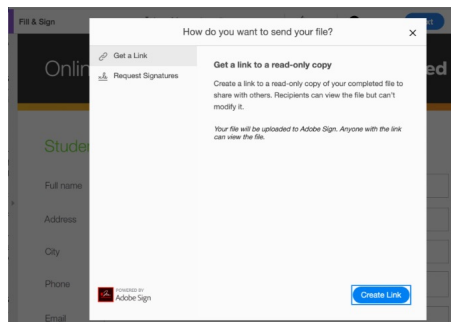 Fill & Sign
How do you want to send your file?
Get a Link
Request Signatures
Get a link to a read-only copy
Create a link to a read-only copy of your completed file to
share with others. Recipients can view the file but can't
modify it.
Your file will be uploaded to Adobe Sign. Anyone with the link
can view the file.
POWERED BY
Adobe Sign
Create Link
Onlin
ed
Studen
Full name
Address
City
Phone
Email